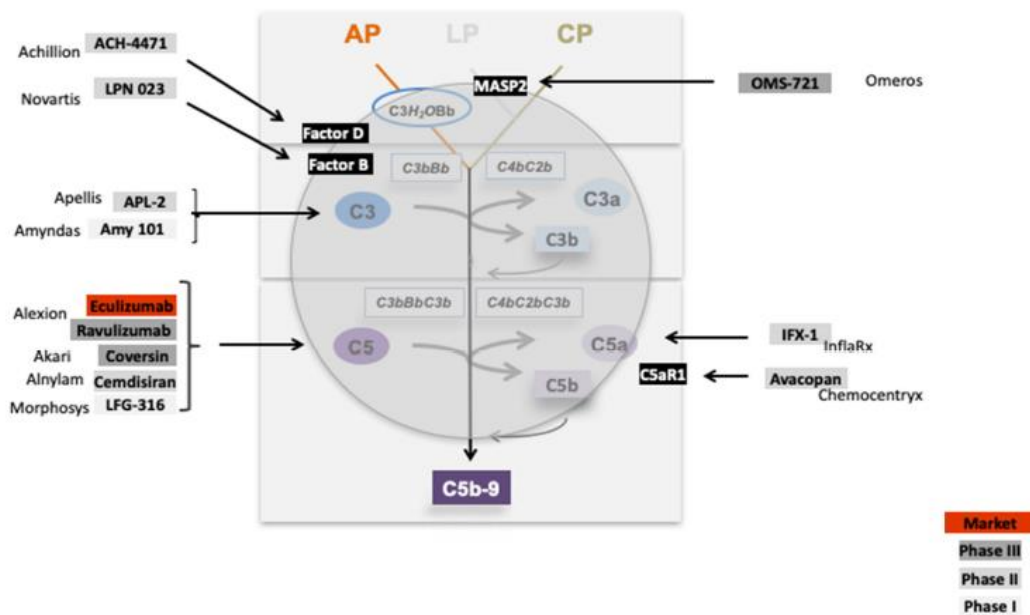 AP LP CP
Achillion ACH-4471
Novartis LPN 023
MASP2
OMS-721 Omeros
C3H₂OBb
Factor D
Factor B
C3bBb C4bC2b
Apellis APL-2
Amyndas Amy 101
C3
C3a
C3b
C3bBbC3b C4bC2bC3b
Alexion Eculizumab
Ravulizumab
Akari Coversin
Alnylam Cemdisiran
Morphosys LFG-316
C5
C5a
C5b
IFX-1
InflaRx
C5aR1
Avacopan
Chemocentryx
C5b-9
Market
Phase III
Phase II
Phase I